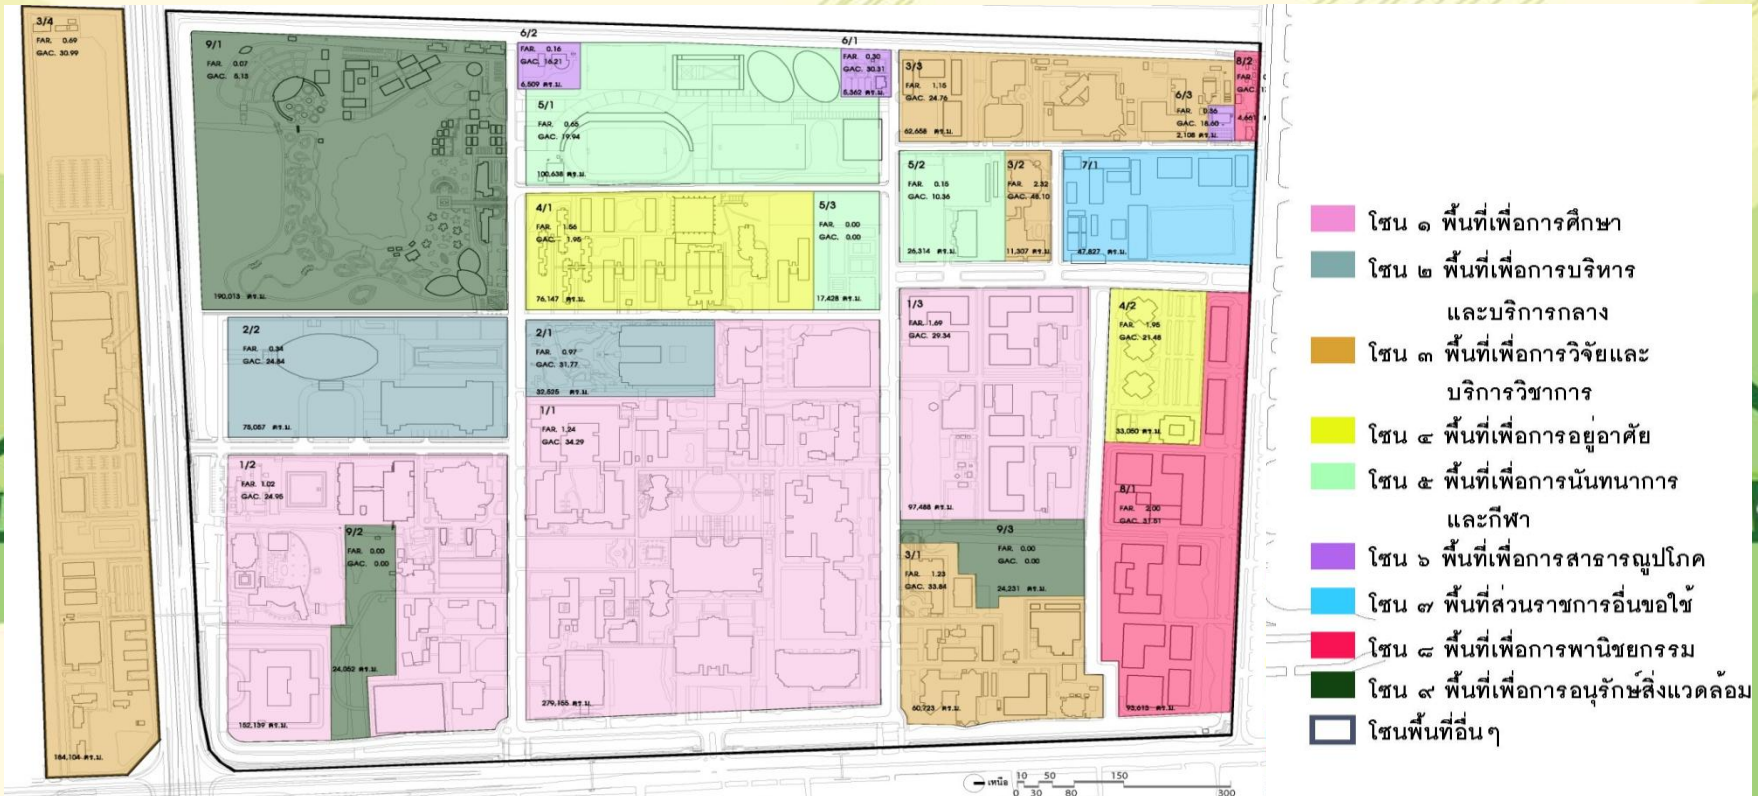 3/4
FAR. 0.69
GAC. 30.99
184,104 ตร.ม.
9/1
FAR. 0.07
GAC. 5.15
190,013 ตร.ม.
6/2
FAR. 0.16
GAC. 16.21
6,509 ตร.ม.
6/1
FAR. 0.30
GAC. 30.31
5,362 ตร.ม.
5/1
FAR. 0.65
GAC. 19.94
100,638 ตร.ม.
3/3
FAR. 1.15
GAC. 24.76
62,658 ตร.ม.
6/3
FAR.
GAC. 18.60
2,108 ตร.ม.
8/2
FAR.
GAC.
4,661
5/2
FAR. 0.15
GAC. 10.36
26,314 ตร.ม.
3/2
FAR. 2.32
GAC. 48.10
11,307 ตร.ม.
7/1
47,827 ตร.ม.
4/1
FAR. 1.56
GAC. 1.95
76,147 ตร.ม.
5/3
FAR. 0.00
GAC. 0.00
17,428 ตร.ม.
2/2
FAR. 0.34
GAC. 24.84
78,057 ตร.ม.
2/1
FAR. 0.97
GAC. 31.77
32,525 ตร.ม.
1/1
FAR. 1.24
GAC. 34.29
279,155 ตร.ม.
1/3
FAR. 1.69
GAC. 29.34
97,488 ตร.ม.
4/2
FAR. 1.95
GAC. 21.48
33,050 ตร.ม.
1/2
FAR. 1.02
GAC. 24.95
152,139 ตร.ม.
9/2
FAR. 0.00
GAC. 0.00
24,052 ตร.ม.
9/3
FAR. 0.00
GAC. 0.00
24,231 ตร.ม.
3/1
FAR. 1.23
GAC. 33.84
60,723 ตร.ม.
8/1
FAR. 2.00
GAC. 31.51
93,613 ตร.ม.
โซน ๑ พื้นที่เพื่อการศึกษา
โซน ๒ พื้นที่เพื่อการบริหาร
และบริการกลาง
โซน ๓ พื้นที่เพื่อการวิจัยและ
บริการวิชาการ
โซน ๔ พื้นที่เพื่อการอยู่อาศัย
โซน ๕ พื้นที่เพื่อการนันทนาการ
และกีฬา
โซน ๖ พื้นที่เพื่อการสาธารณูปโภค
โซน ๗ พื้นที่ส่วนราชการอื่นขอใช้
โซน ๘ พื้นที่เพื่อการพานิชยกรรม
โซน ๙ พื้นที่เพื่อการอนุรักษ์สิ่งแวดล้อม
โซนพื้นที่อื่นๆ
เหนือ
10 50 150
0 30 80 300